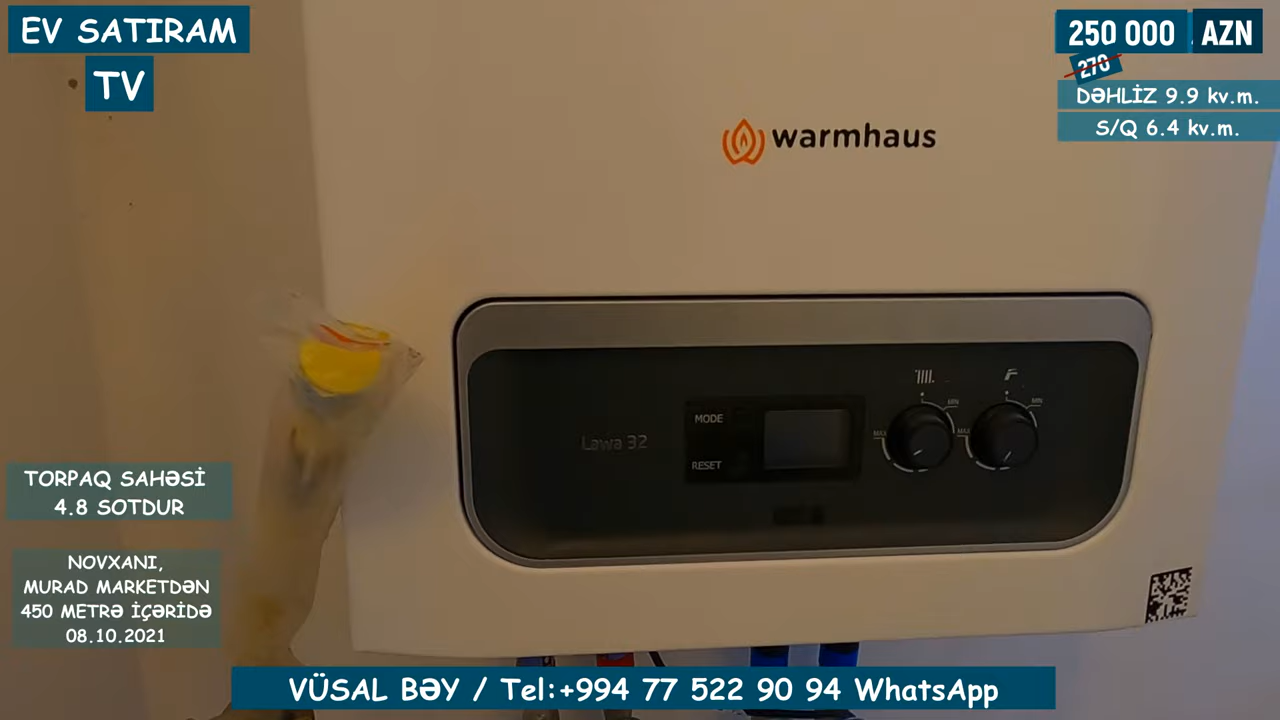 EV SATIRAM
TV
250 000 AZN
270
DƏHLİZ 9.9 kv.m.
S/Q 6.4 kv.m.
warmhaus
Lawa 32
MODE
RESET
MIN
MAX
MIN
MAX
TORPAQ SAHƏSİ
4.8 SOTDUR
NOVXANI,
MURAD MARKETDƏN
450 METRƏ İÇƏRİDƏ
08.10.2021
VÜSAL BƏY / Tel:+994 77 522 90 94 WhatsApp